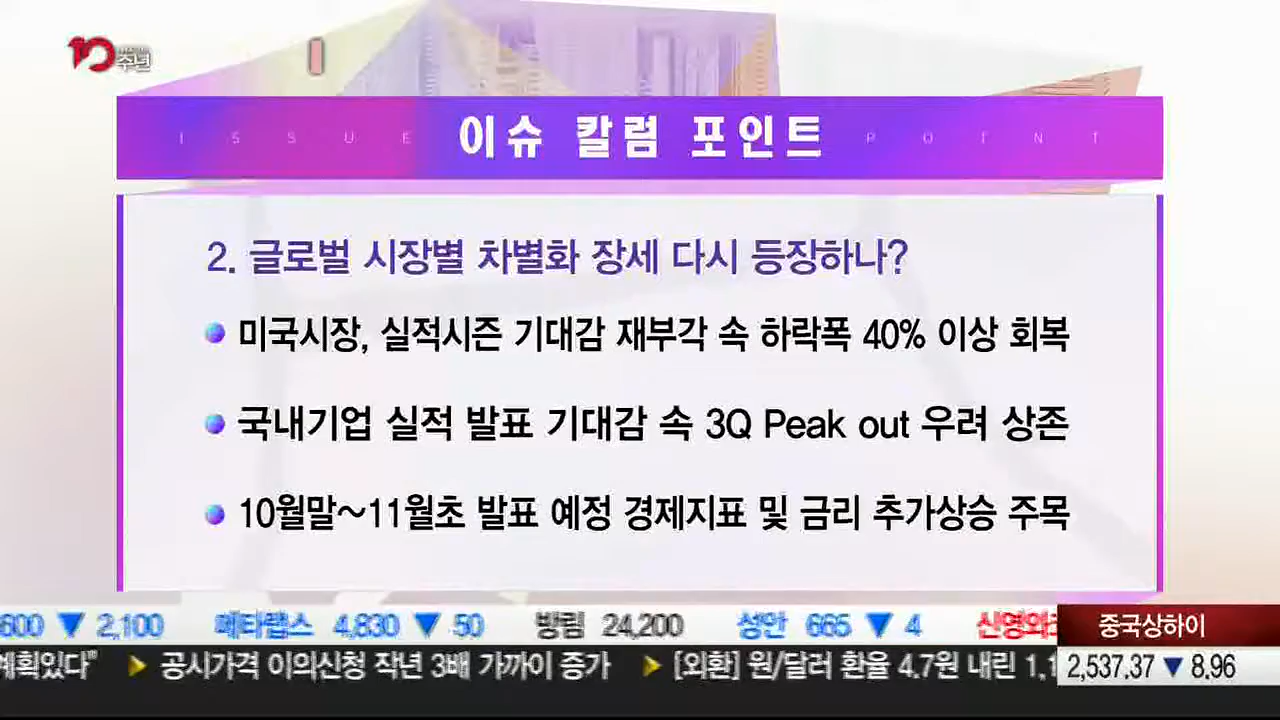 10
주년
ISSUE 이슈 칼럼 포인트 POINT
2. 글로벌 시장별 차별화 장세 다시 등장하나?
미국시장, 실적시즌 기대감 재부각 속 하락폭 40% 이상 회복
국내기업 실적 발표 기대감 속 3Q Peak out 우려 상존
10월말~11월초 발표 예정 경제지표 및 금리 추가상승 주목
600 ▼ 2,100 메타랩스 4,830 ▼ 50 방림 24,200 성안 665 ▼ 4 신영와코
중국상하이
계획있다" 공시가격 이의신청 작년 3배 가까이 증가 [외환] 원/달러 환율 4.7원 내린 1,1
2,537.37 ▼ 8.96